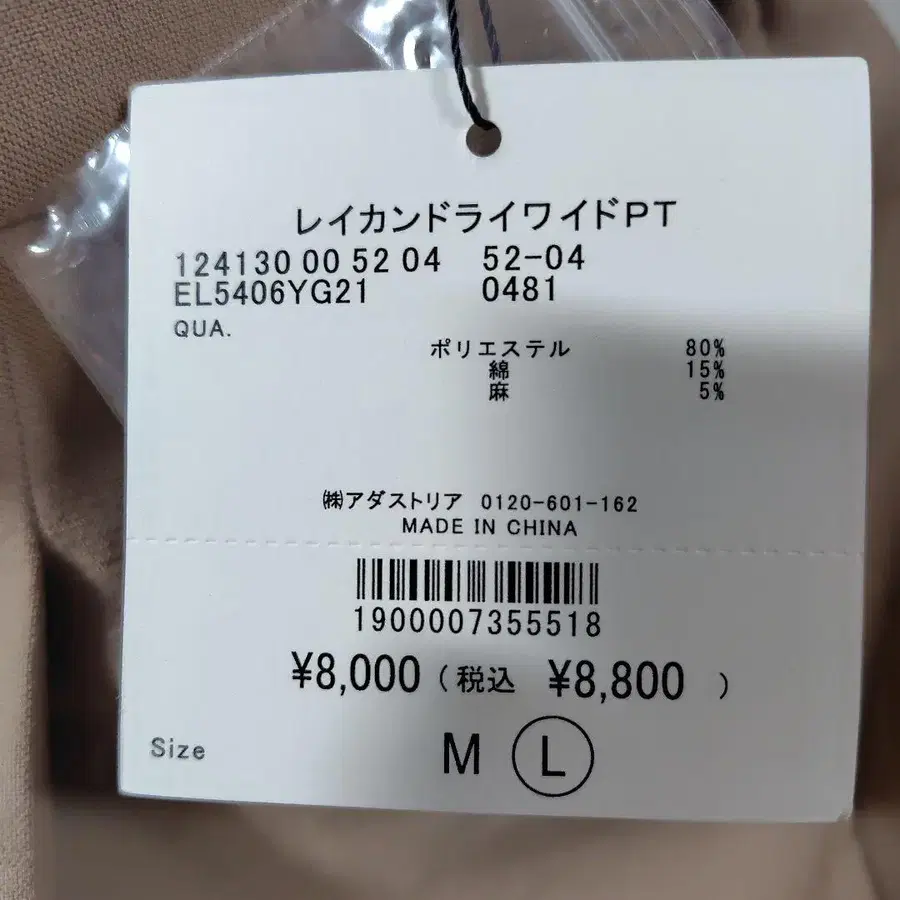 レイカンドライワイドPT
124130 00 52 04 52-04
EL5406YG21 0481
QUA.
ポリエステル 80%
綿 15%
麻 5%
㈱アダストリア 0120-601-162
MADE IN CHINA
1900007355518
¥8,000 ( 税込 ¥8,800 )
Size M L